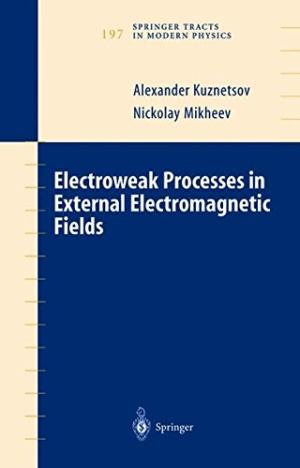 197
SPRINGER TRACTS
IN MODERN PHYSICS
Alexander Kuznetsov
Nickolay Mikheev
Electroweak Processes in
External Electromagnetic
Fields
Springer